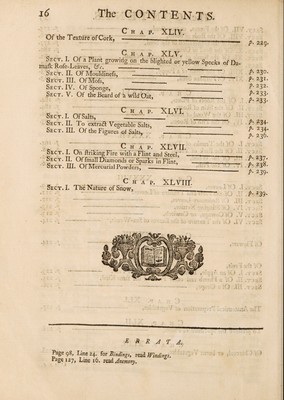 16 The CONTENTS.
CHAP. XLIV.
Of the Texture of Cork, p. 229.
CHAP. XLV.
SECT. I. Of a Plant growing on the blighted or yellow Specks of Da-
mask Rose-Leaves, &c. p. 230.
SECT. II. Of Mouldiness, p. 231.
SECT. III. Of Moss, p. 232.
SECT. IV. Of Sponge, p. 233.
SECT. V. Of the Beard of a wild Oat, p. 233.
CHAP. XLVI.
SECT. I. Of Salts, p. 234.
SECT. II. To extract Vegetable Salts, p. 234.
SECT. III. Of the Figures of Salts, p. 236.
CHAP. XLVII.
SECT. I. On striking Fire with a Flint and Steel, p. 237.
SECT. II. Of small Diamonds or Sparks in Flint, p. 238.
SECT. III. Of Mercurial Powders, p. 239.
CHAP. XLVIII.
SECT. I. The Nature of Snow, p. 239.
ERRATA.
Page 98, Line 24. for Bindings, read Windings.
Page 127, Line 16. read Anemony.